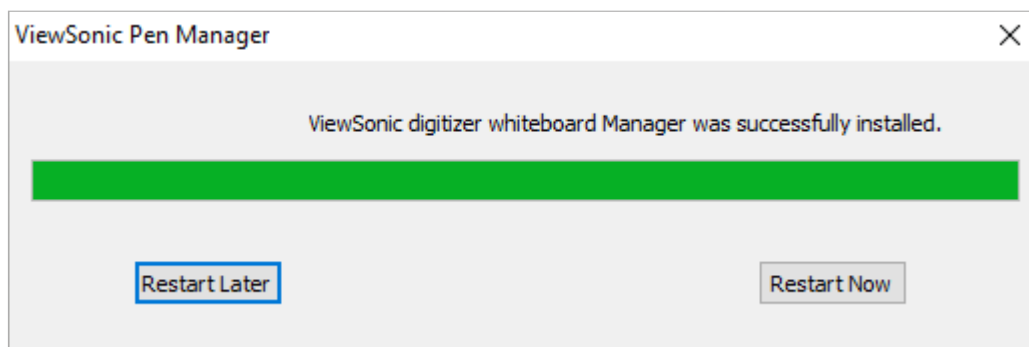 ViewSonic Pen Manager
ViewSonic digitizer whiteboard Manager was successfully installed.
Restart Later
Restart Now